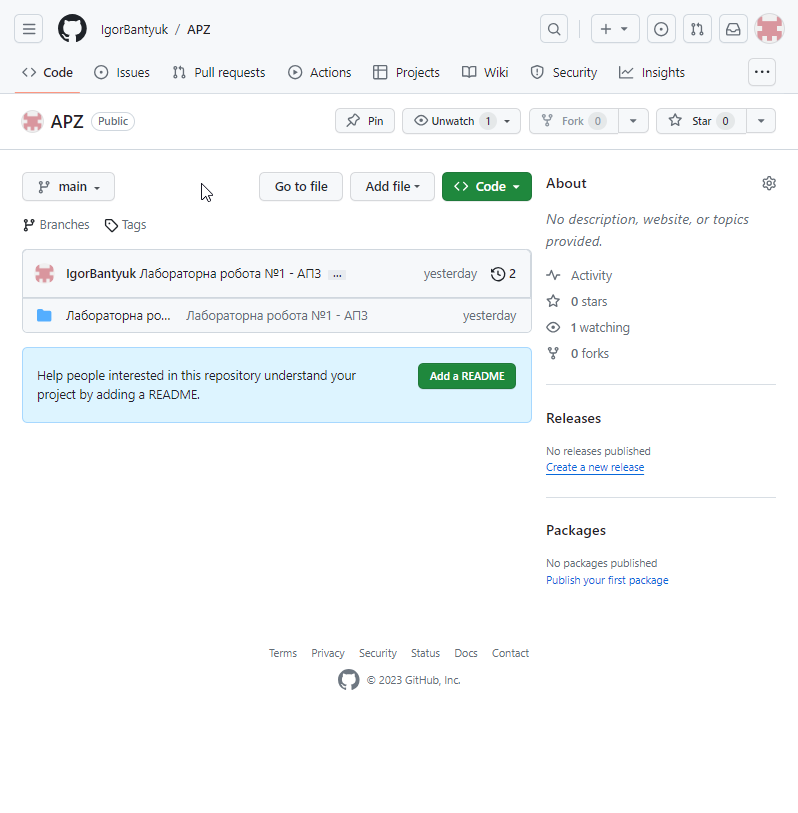 IgorBantyuk / APZ
Code Issues Pull requests Actions Projects Wiki Security Insights
APZ Public Pin Unwatch 1 Fork 0 Star 0
main Go to file Add file Code
Branches Tags
IgorBantyuk Лабораторна робота №1 - АПЗ ... yesterday 2
Лабораторна ро... Лабораторна робота №1 - АПЗ yesterday
Help people interested in this repository understand your
project by adding a README.
Add a README
About
No description, website, or topics
provided.
Activity
0 stars
1 watching
0 forks
Releases
No releases published
Create a new release
Packages
No packages published
Publish your first package
Terms Privacy Security Status Docs Contact
© 2023 GitHub, Inc.